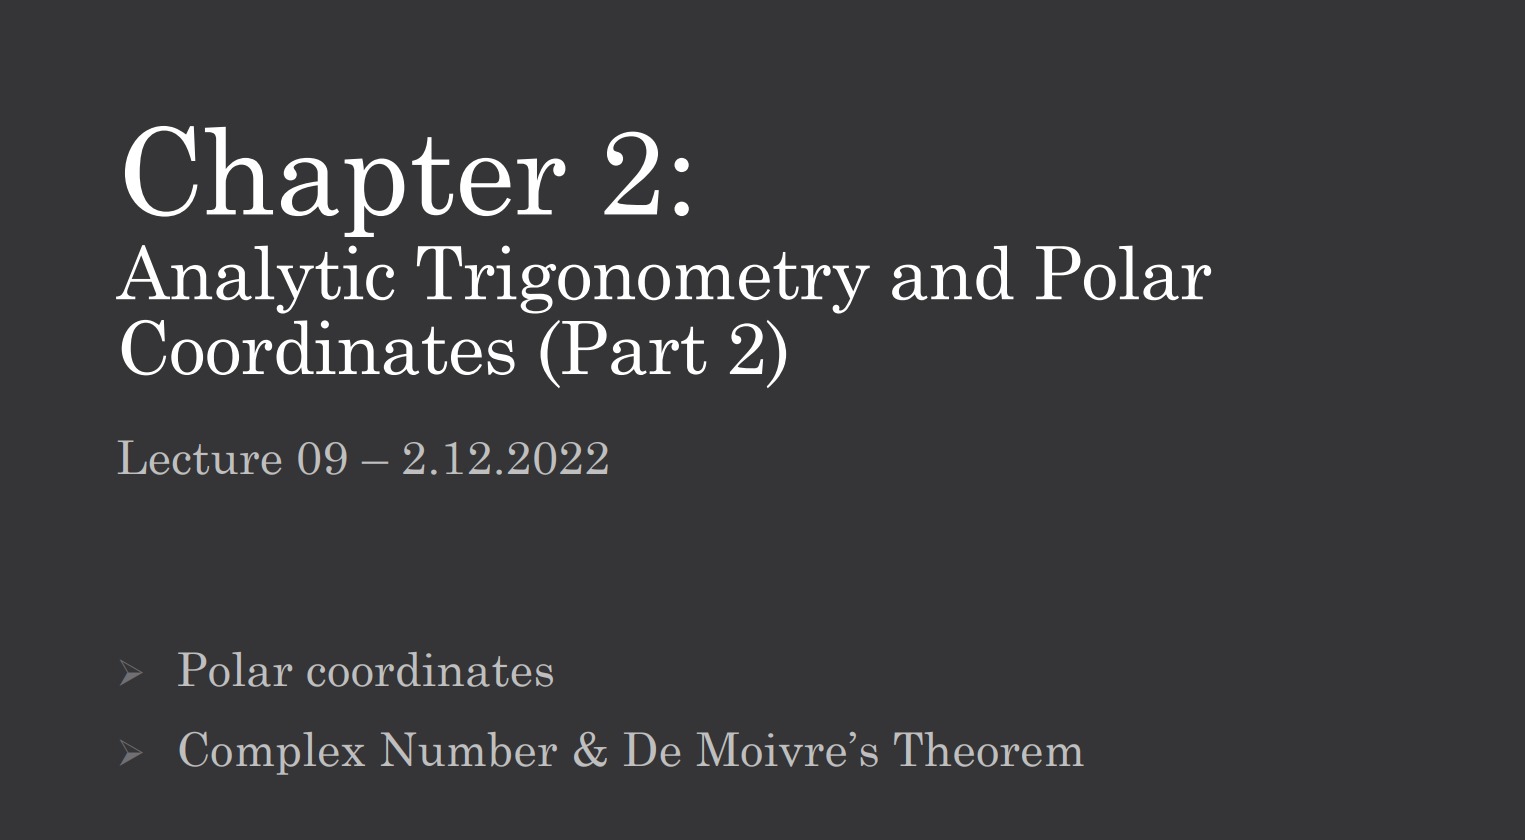 Chapter 2:
Analytic Trigonometry and Polar
Coordinates (Part 2)
Lecture 09 – 2.12.2022
➢ Polar coordinates
➢ Complex Number & De Moivre’s Theorem